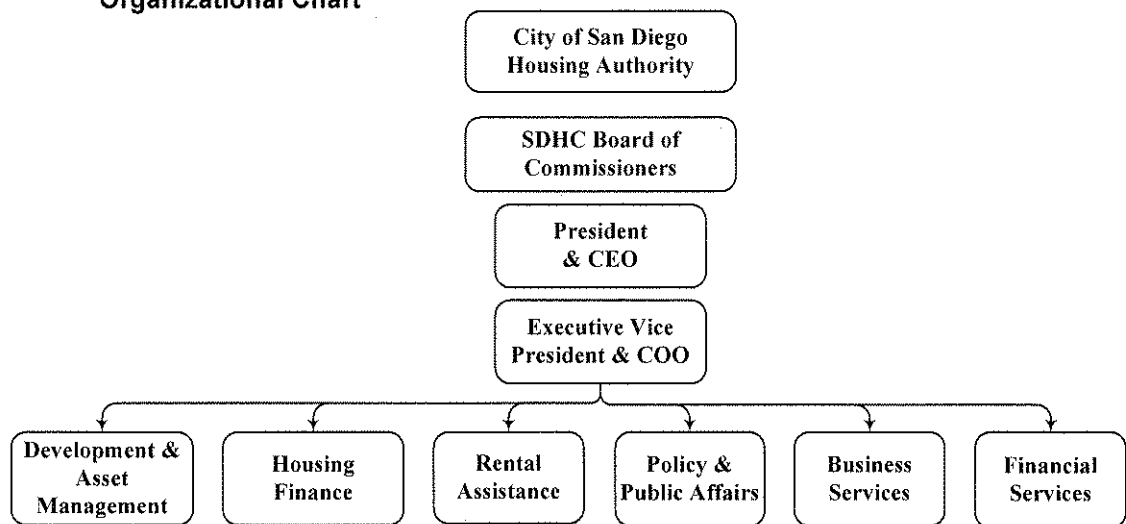 Organizational Chart
City of San Diego
Housing Authority
SDHC Board of
Commissioners
President
& CEO
Executive Vice
President & COO
Development &
Asset
Management
Housing
Finance
Rental
Assistance
Policy &
Public Affairs
Business
Services
Financial
Services